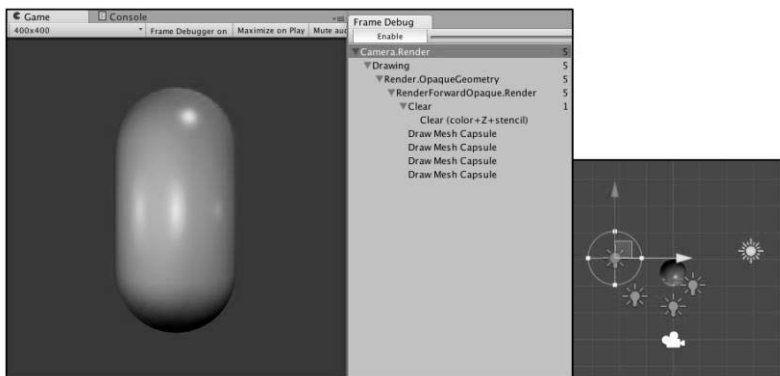 Game
Console
400x400
Frame Debugger on
Maximize on Play
Mute aud
Frame Debug
Enable
Camera.Render 5
Drawing 5
Render.OpaqueGeometry 5
RenderForwardOpaque.Render 5
Clear 1
Clear (color+Z+stencil)
Draw Mesh Capsule
Draw Mesh Capsule
Draw Mesh Capsule
Draw Mesh Capsule